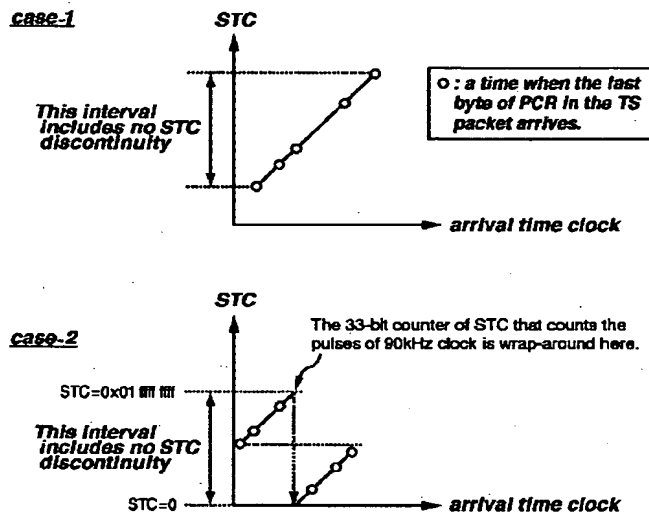 case-1
STC
This interval
includes no STC
discontinuity
o : a time when the last
byte of PCR in the TS
packet arrives.
arrival time clock
case-2
STC
The 33-bit counter of STC that counts the
pulses of 90kHz clock is wrap-around here.
STC=0x01 ffff ffff
This interval
includes no STC
discontinuity
STC=0
arrival time clock